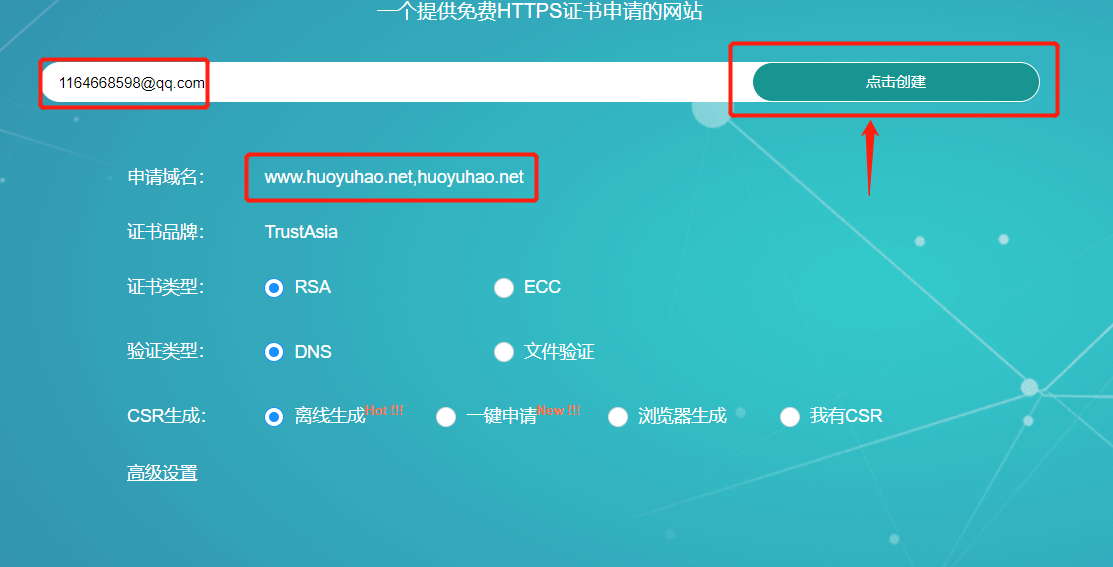 一个提供免费HTTPS证书申请的网站
1164668598@qq.com 点击创建
申请域名: www.huoyuhao.net,huoyuhao.net
证书品牌: TrustAsia
证书类型: RSA ECC
验证类型: DNS 文件验证
CSR生成: 离线生成Hot !!! 一键申请New !!! 浏览器生成 我有CSR
高级设置